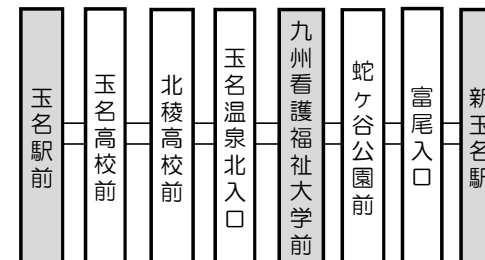 玉名駅前
玉名高校前
北稜高校前
玉名温泉北入口
九州看護福祉大学前
蛇ヶ谷公園前
富尾入口
新玉名駅